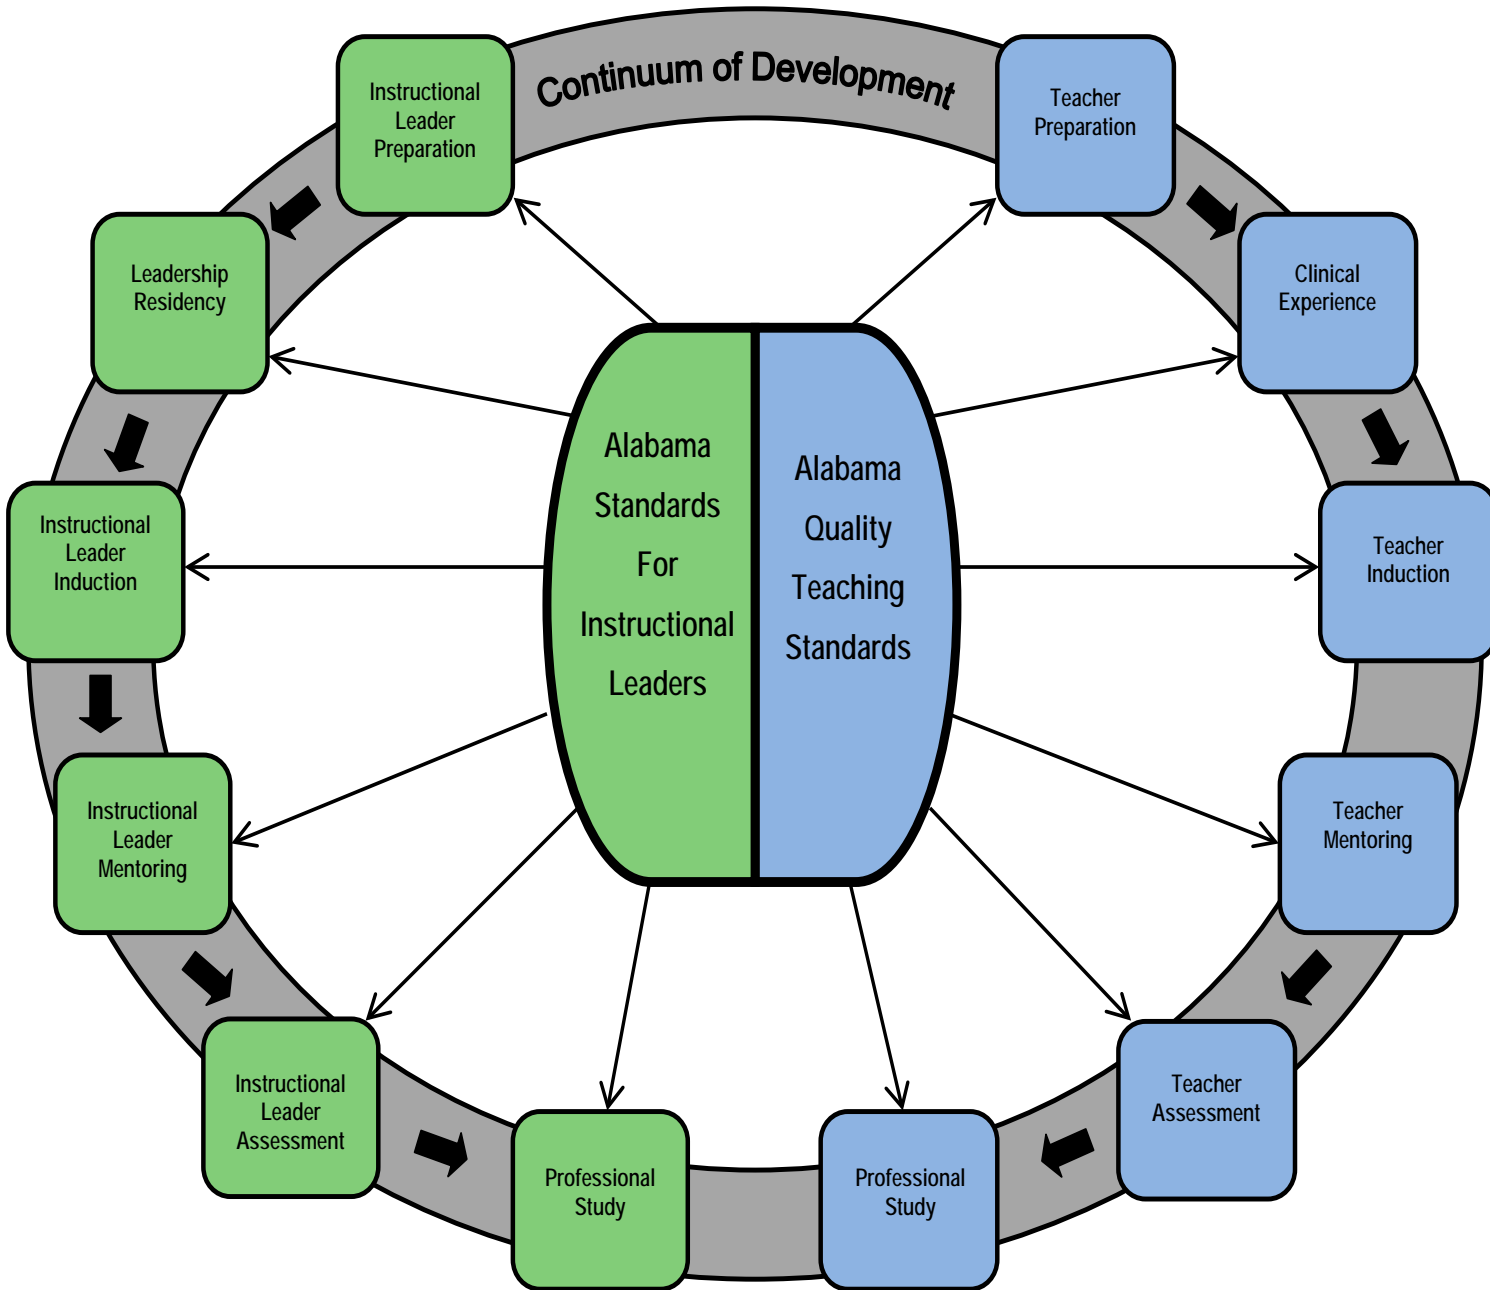 Continuum of Development
Instructional
Leader
Preparation
Teacher
Preparation
Leadership
Residency
Clinical
Experience
Alabama
Standards
For
Instructional
Leaders
Alabama
Quality
Teaching
Standards
Instructional
Leader
Induction
Teacher
Induction
Instructional
Leader
Mentoring
Teacher
Mentoring
Instructional
Leader
Assessment
Teacher
Assessment
Professional
Study
Professional
Study